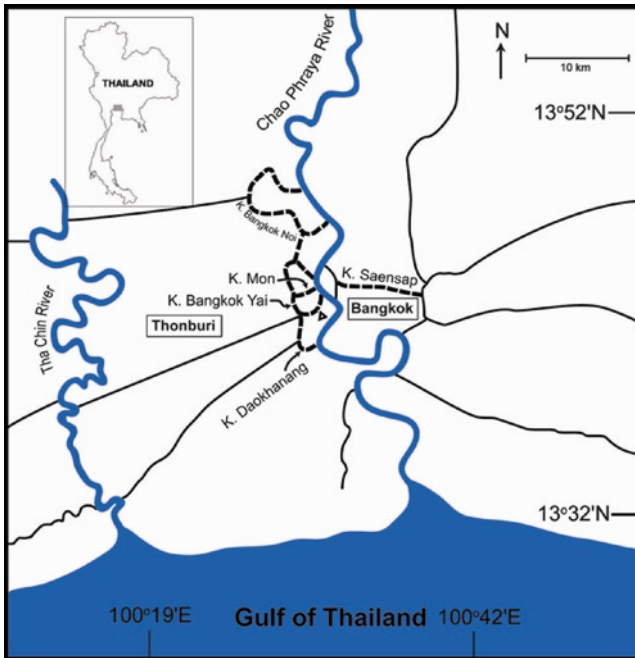 THAILAND
Chao Phraya River
N
10 km
13°52'N
K. Bangkok Noi
K. Mon
K. Saensap
K. Bangkok Yai
Bangkok
Thonburi
Tha Chin River
K. Daokhanang
13°32'N
100°19'E
Gulf of Thailand
100°42'E